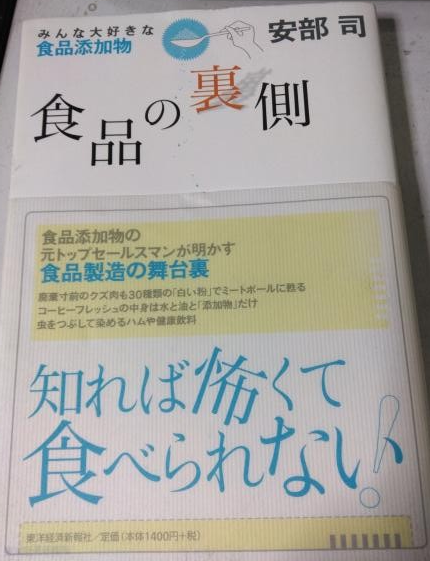 みんな大好きな
食品添加物
安部 司
食品の裏側
食品添加物の
元トップセールスマンが明かす
食品製造の舞台裏
廃棄寸前のクズ肉も30種類の「白い粉」でミートボールに甦る
コーヒーフレッシュの中身は水と油と「添加物」だけ
虫をつぶして染めるハムや健康飲料
知れば怖くて
食べられない!
東洋経済新報社/定価(本体1400円+税)